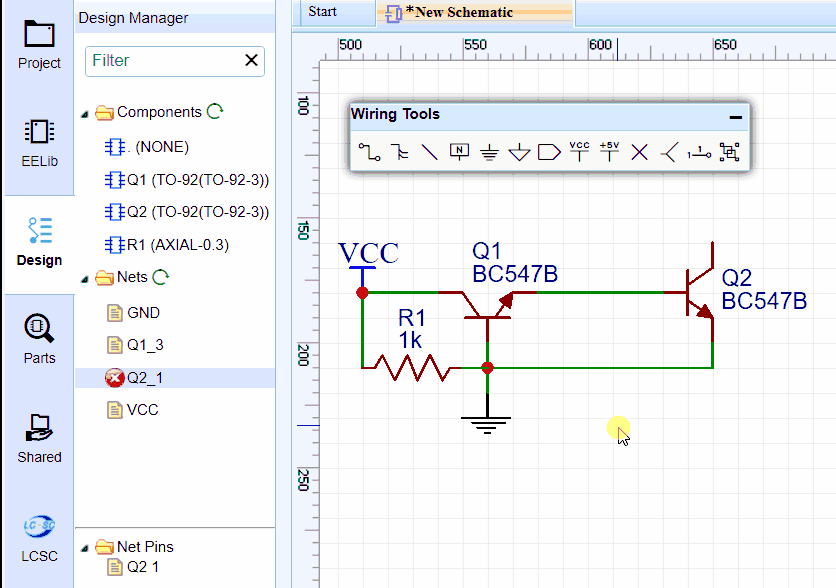 Project
EELib
Design
Parts
Shared
LC-SC
LCSC
Design Manager
Filter
Components
. (NONE)
Q1 (TO-92(TO-92-3))
Q2 (TO-92(TO-92-3))
R1 (AXIAL-0.3)
Nets
GND
Q1_3
Q2_1
VCC
Net Pins
Q2 1
Start
*New Schematic
500 550 600 650
100
150
200
250
Wiring Tools
N
VCC
+5V
1
VCC
Q1
BC547B
Q2
BC547B
R1
1k